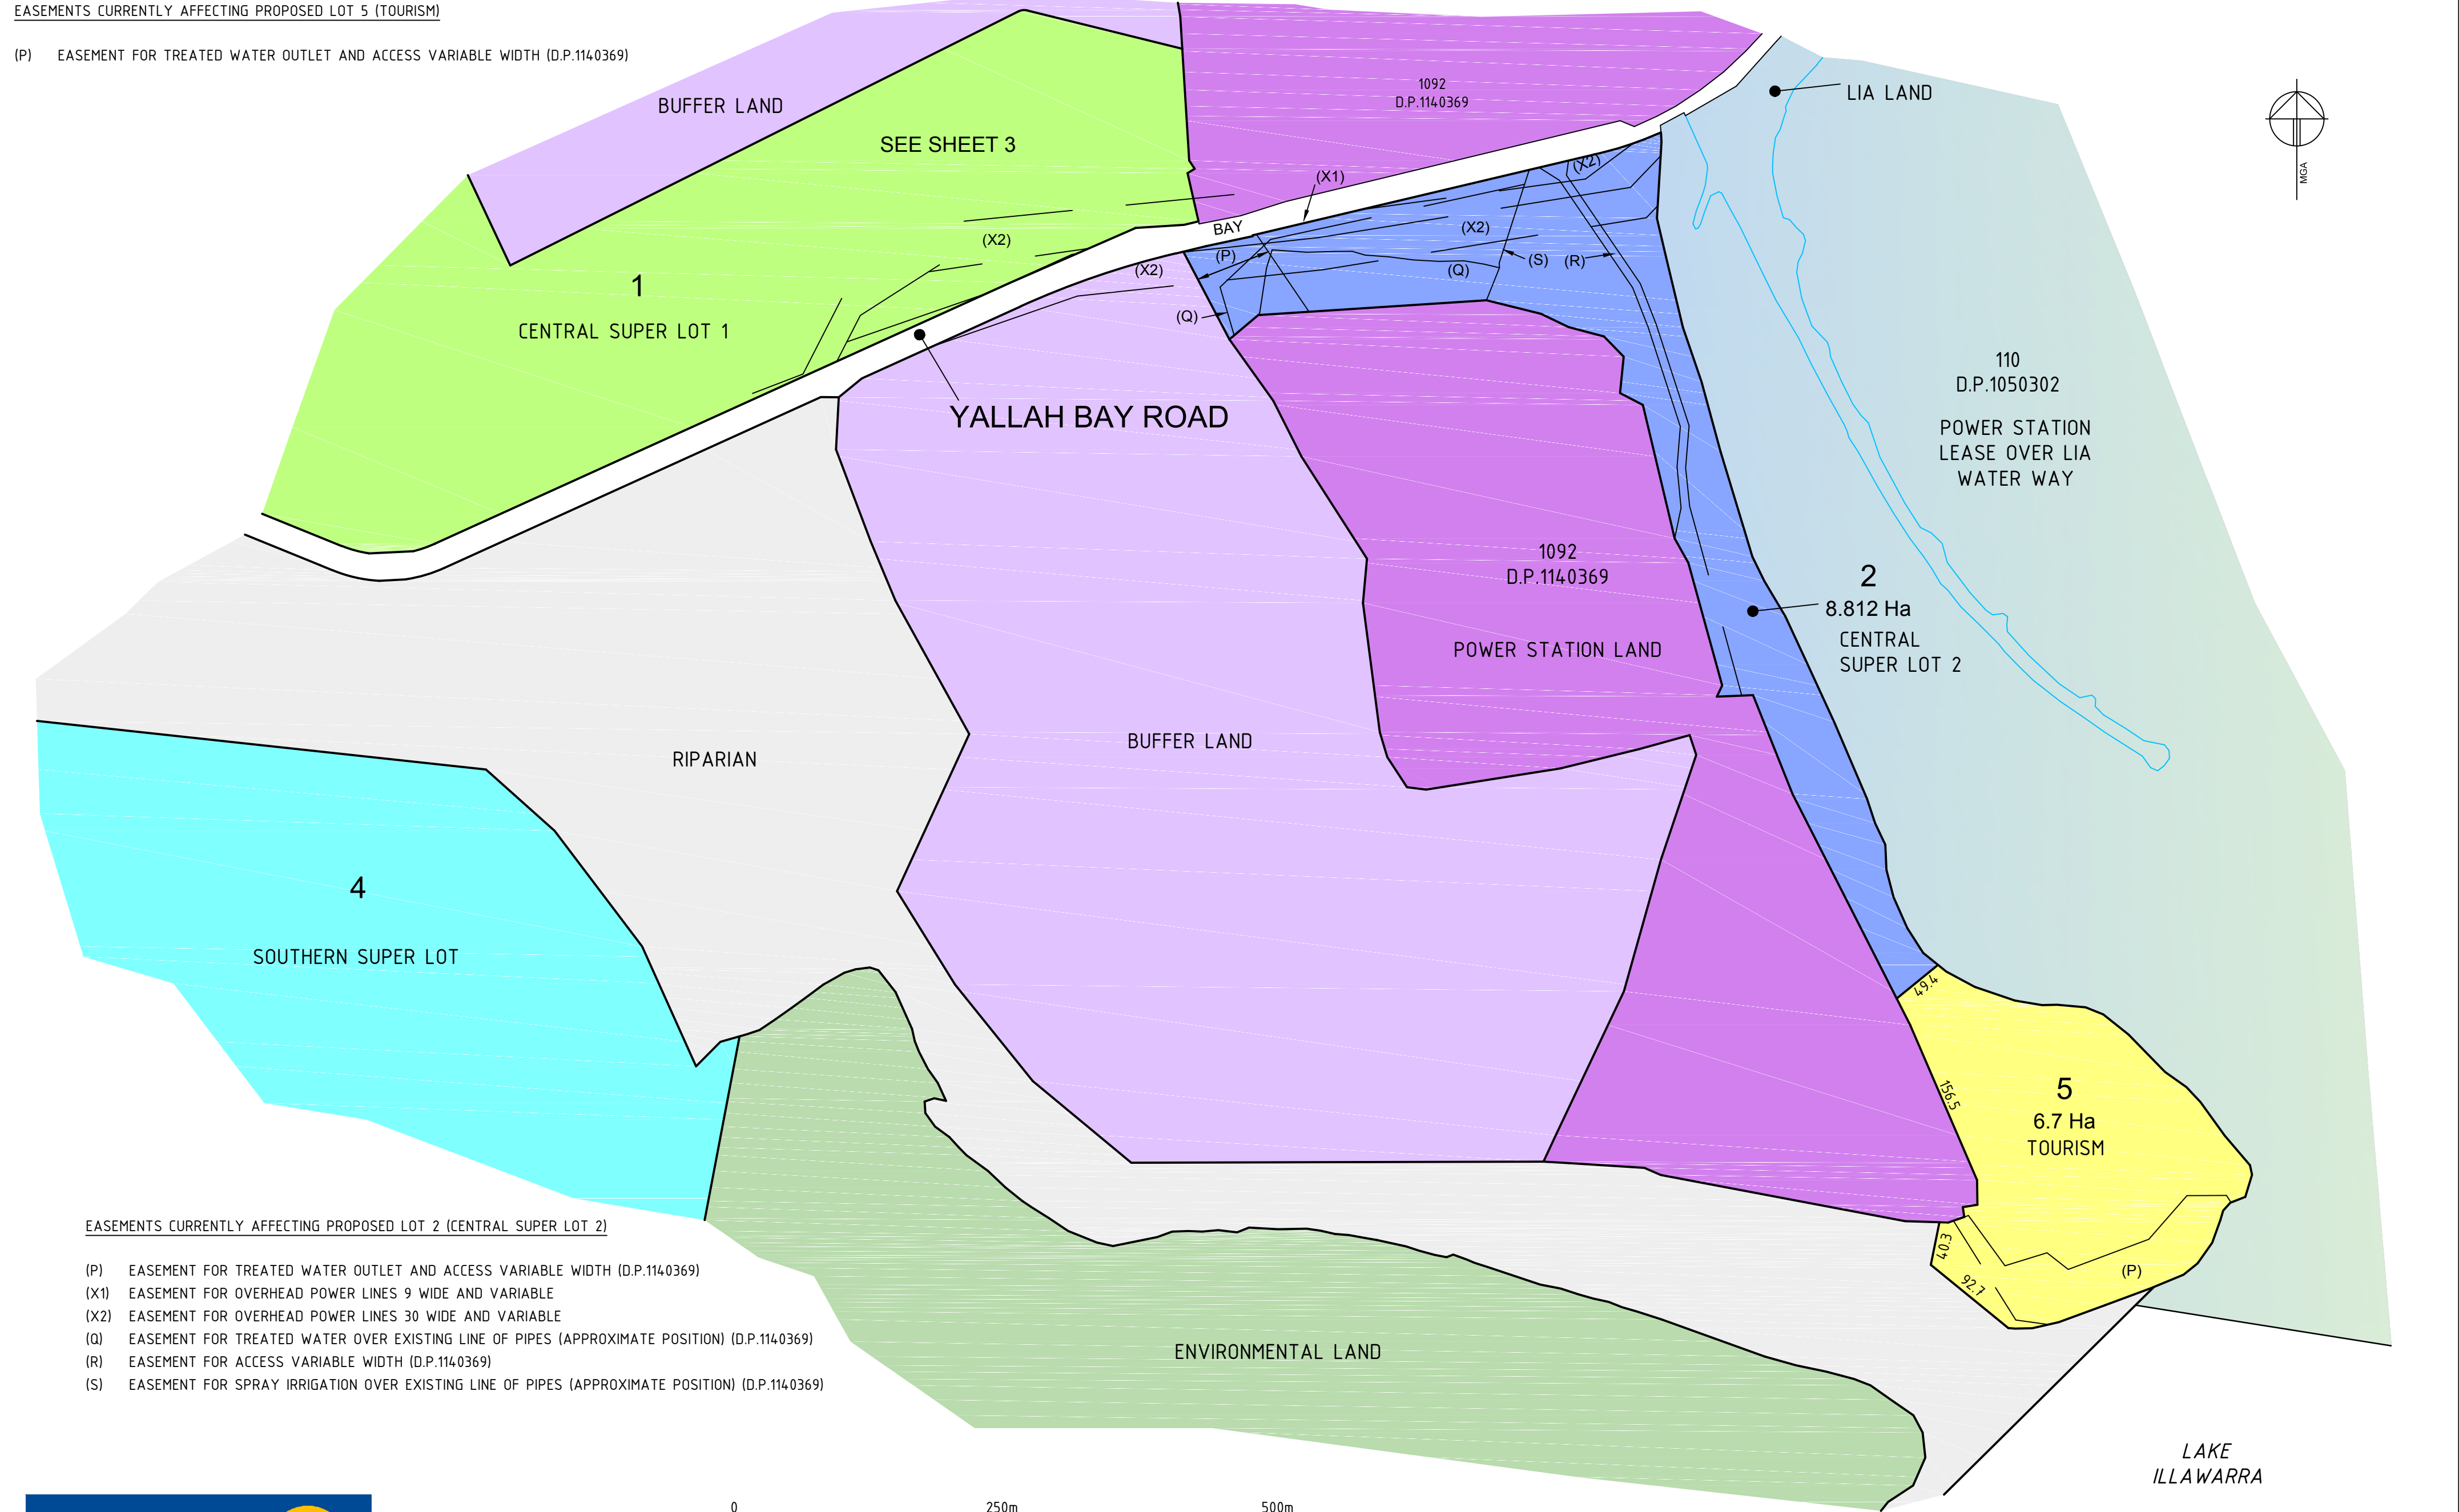 EASEMENTS CURRENTLY AFFECTING PROPOSED LOT 5 (TOURISM)
(P) EASEMENT FOR TREATED WATER OUTLET AND ACCESS VARIABLE WIDTH (D.P.1140369)
BUFFER LAND
SEE SHEET 3
1092
D.P.1140369
LIA LAND
MGA
(X1)
(X2)
BAY
(X2)
(X2)
(P)
(X2)
(Q)
(S)
(R)
(Q)
1
CENTRAL SUPER LOT 1
YALLAH BAY ROAD
110
D.P.1050302
POWER STATION
LEASE OVER LIA
WATER WAY
1092
D.P.1140369
POWER STATION LAND
2
8.812 Ha
CENTRAL
SUPER LOT 2
RIPARIAN
BUFFER LAND
4
SOUTHERN SUPER LOT
49.4
156.5
5
6.7 Ha
TOURISM
40.3
92.7
(P)
EASEMENTS CURRENTLY AFFECTING PROPOSED LOT 2 (CENTRAL SUPER LOT 2)
(P) EASEMENT FOR TREATED WATER OUTLET AND ACCESS VARIABLE WIDTH (D.P.1140369)
(X1) EASEMENT FOR OVERHEAD POWER LINES 9 WIDE AND VARIABLE
(X2) EASEMENT FOR OVERHEAD POWER LINES 30 WIDE AND VARIABLE
(Q) EASEMENT FOR TREATED WATER OVER EXISTING LINE OF PIPES (APPROXIMATE POSITION) (D.P.1140369)
(R) EASEMENT FOR ACCESS VARIABLE WIDTH (D.P.1140369)
(S) EASEMENT FOR SPRAY IRRIGATION OVER EXISTING LINE OF PIPES (APPROXIMATE POSITION) (D.P.1140369)
ENVIRONMENTAL LAND
LAKE
ILLAWARRA
0 250m 500m